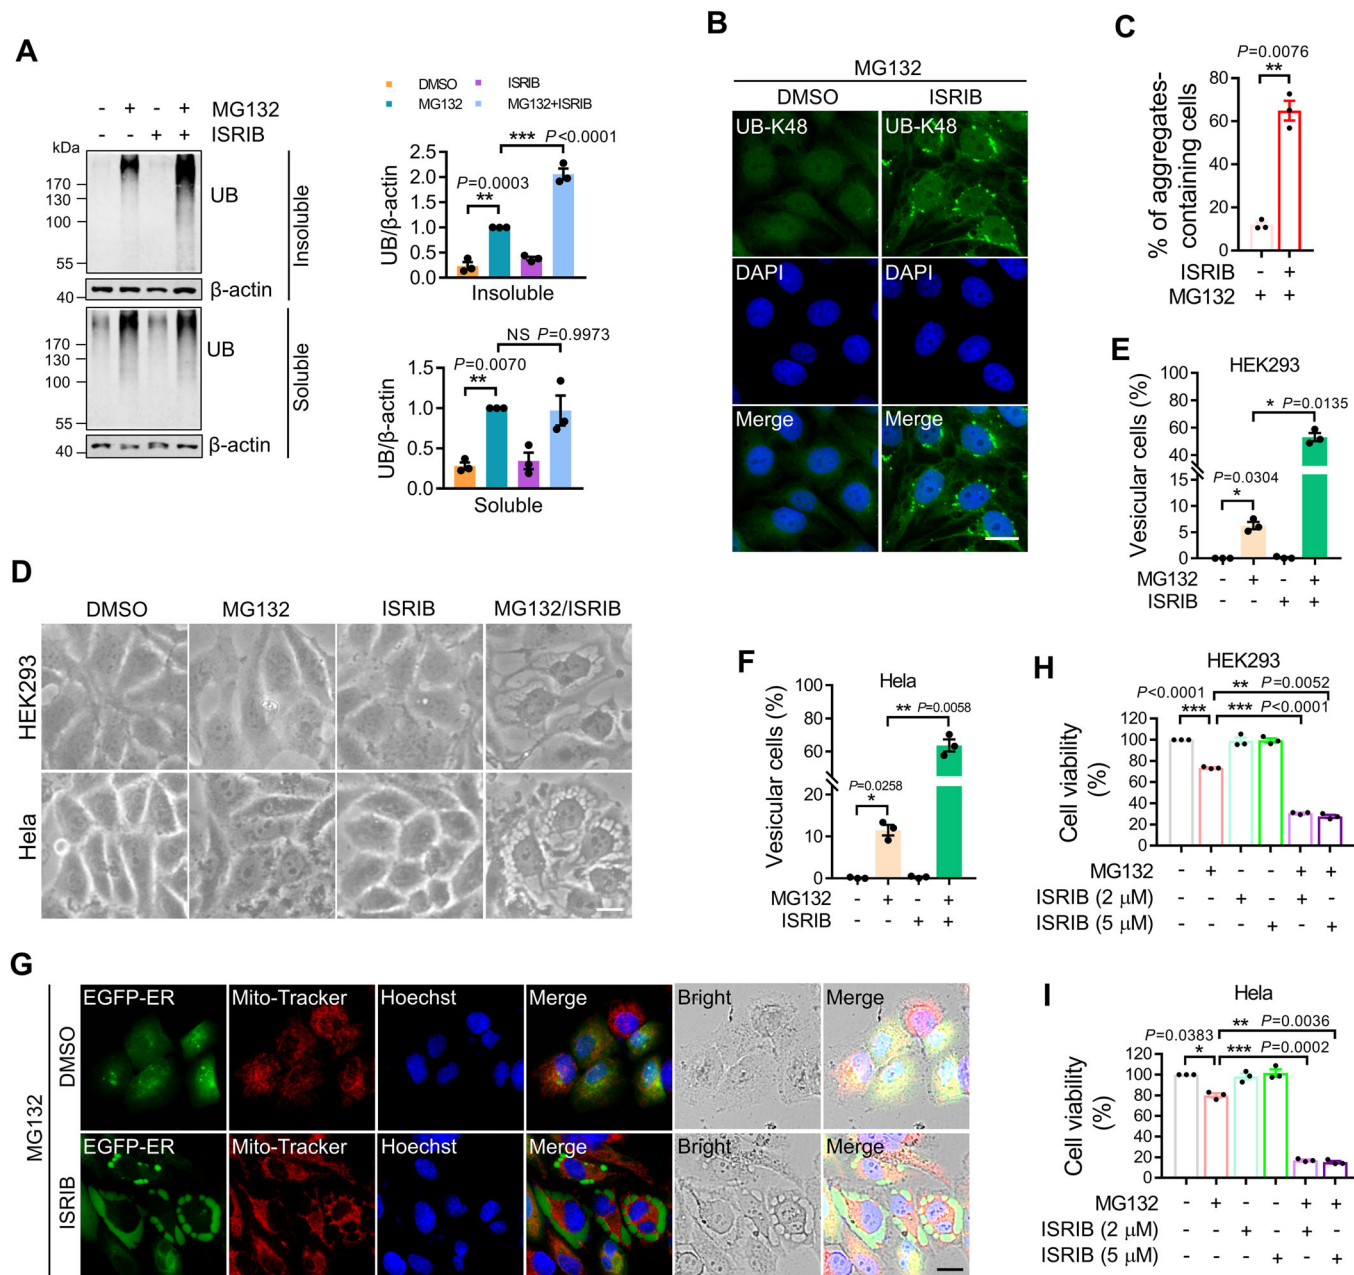 A
- + - + MG132
- - + + ISRIB
kDa
170
130
100
55
UB
Insoluble
40
β-actin
170
130
100
55
UB
Soluble
40
β-actin
DMSO ISRIB
MG132 MG132+ISRIB
*** P<0.0001
P=0.0003
**
UB/β-actin
2.5
2.0
1.5
1.0
0.5
0.0
Insoluble
NS P=0.9973
P=0.0070
**
UB/β-actin
1.5
1.0
0.5
0.0
Soluble
B
MG132
DMSO ISRIB
UB-K48 UB-K48
DAPI DAPI
Merge Merge
C
P=0.0076
**
% of aggregates-
containing cells
80
60
40
20
0
ISRIB - +
MG132 + +
D
DMSO MG132 ISRIB MG132/ISRIB
HEK293
Hela
E
HEK293
Vesicular cells (%)
100
80
60
40
15
10
5
0
* P=0.0135
P=0.0304
*
MG132 - + - +
ISRIB - - + +
F
Hela
Vesicular cells (%)
100
80
60
40
20
10
0
** P=0.0058
P=0.0258
*
MG132 - + - +
ISRIB - - + +
G
MG132
DMSO
EGFP-ER Mito-Tracker Hoechst Merge Bright Merge
ISRIB
EGFP-ER Mito-Tracker Hoechst Merge Bright Merge
H
HEK293
** P=0.0052
P<0.0001
*** *** P<0.0001
Cell viability
(%)
120
100
80
60
40
20
0
MG132 - + - - + +
ISRIB (2 μM) - - + - + -
ISRIB (5 μM) - - - + - +
I
Hela
** P=0.0036
P=0.0383
* *** P=0.0002
Cell viability
(%)
120
100
80
60
40
20
0
MG132 - + - - + +
ISRIB (2 μM) - - + - + -
ISRIB (5 μM) - - - + - +